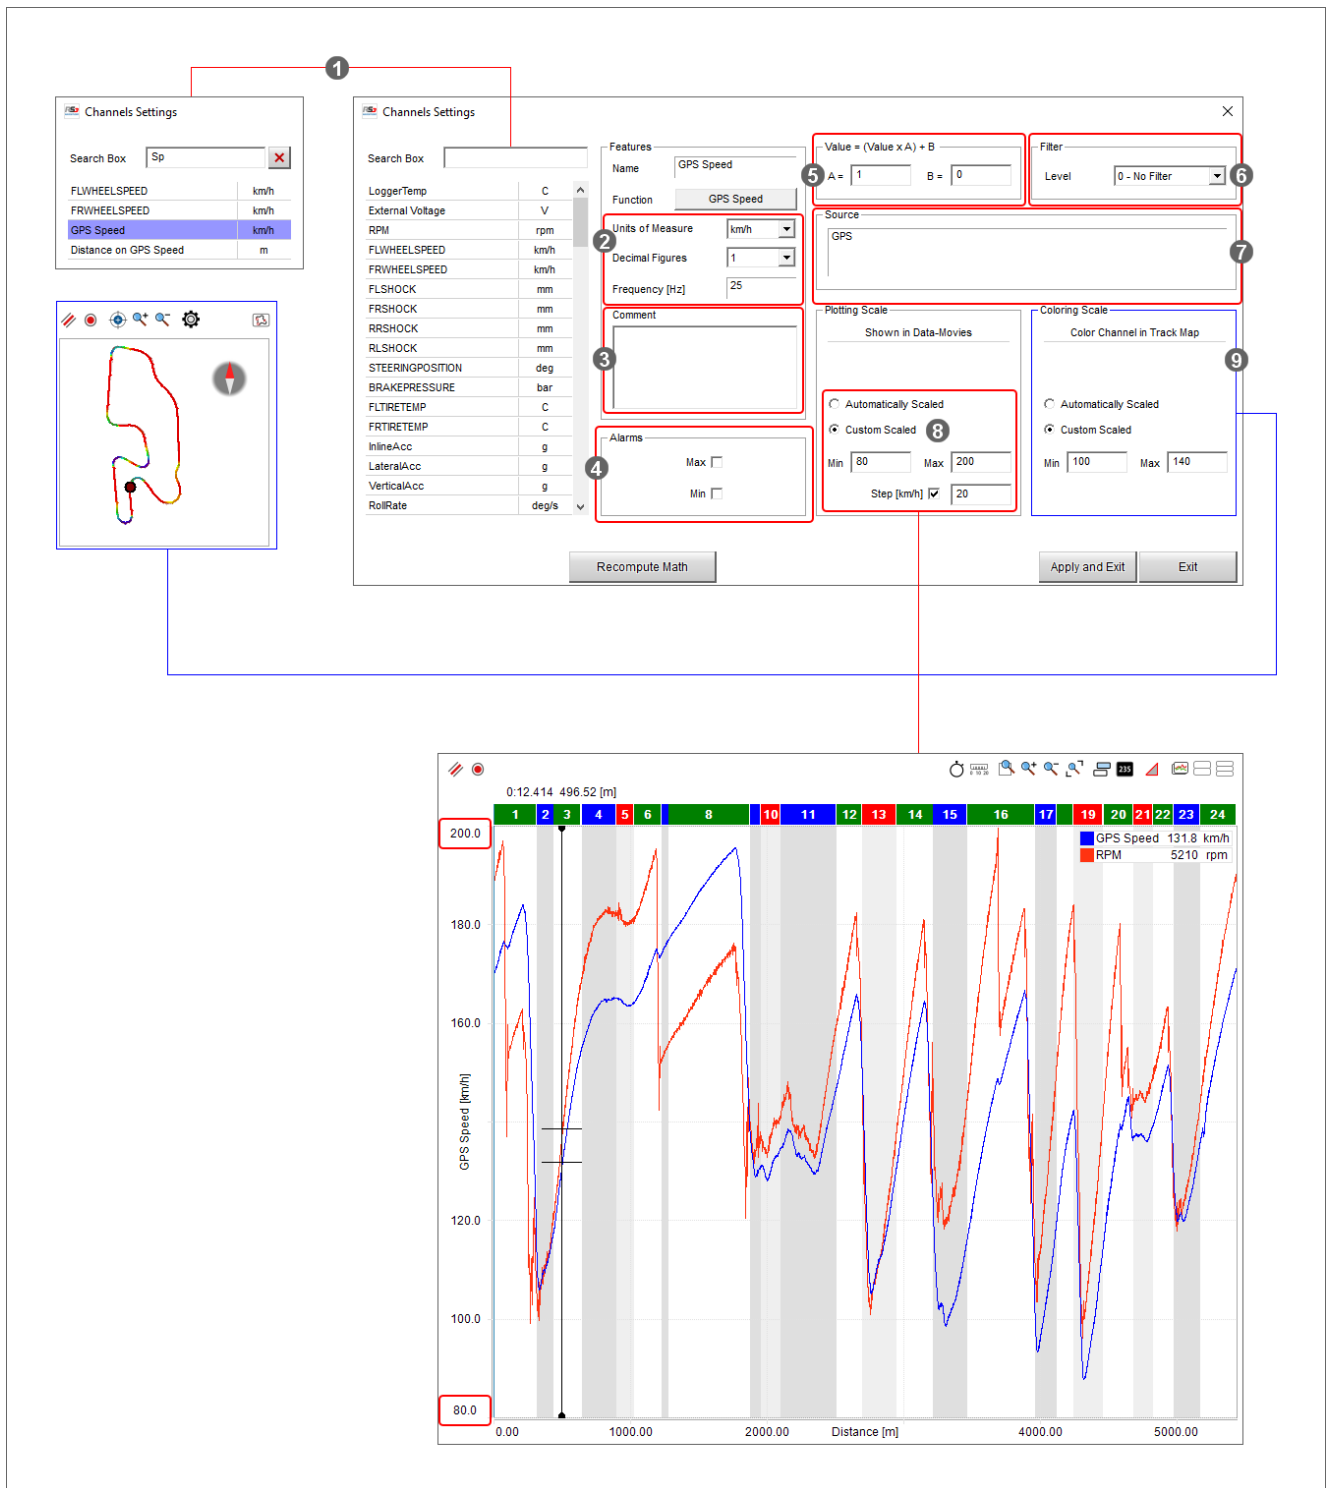 1
Channels Settings
Search Box Sp
FLWHEELSPEED km/h
FRWHEELSPEED km/h
GPS Speed km/h
Distance on GPS Speed m
Channels Settings
Search Box
LoggerTemp C
External Voltage V
RPM rpm
FLWHEELSPEED km/h
FRWHEELSPEED km/h
FLSHOCK mm
FRSHOCK mm
RRSHOCK mm
RLSHOCK mm
STEERINGPOSITION deg
BRAKEPRESSURE bar
FLTIRETEMP C
FRTIRETEMP C
InlineAcc g
LateralAcc g
VerticalAcc g
RollRate deg/s
Features
Name GPS Speed
Function GPS Speed
2
Units of Measure km/h
Decimal Figures 1
Frequency [Hz] 25
Comment
3
Alarms
4
Max
Min
Value = (Value x A) + B
5
A = 1 B = 0
Filter
Level 0 - No Filter
6
Source
GPS
7
Plotting Scale
Shown in Data-Movies
Automatically Scaled
Custom Scaled
8
Min 80 Max 200
Step [km/h] 20
Coloring Scale
Color Channel in Track Map
9
Automatically Scaled
Custom Scaled
Min 100 Max 140
Recompute Math
Apply and Exit
Exit
0:12.414 496.52 [m]
1 2 3 4 5 6 8 10 11 12 13 14 15 16 17 19 20 21 22 23 24
GPS Speed 131.8 km/h
RPM 5210 rpm
200.0
180.0
160.0
GPS Speed [km/h]
120.0
100.0
80.0
0.00 1000.00 2000.00 Distance [m] 4000.00 5000.00